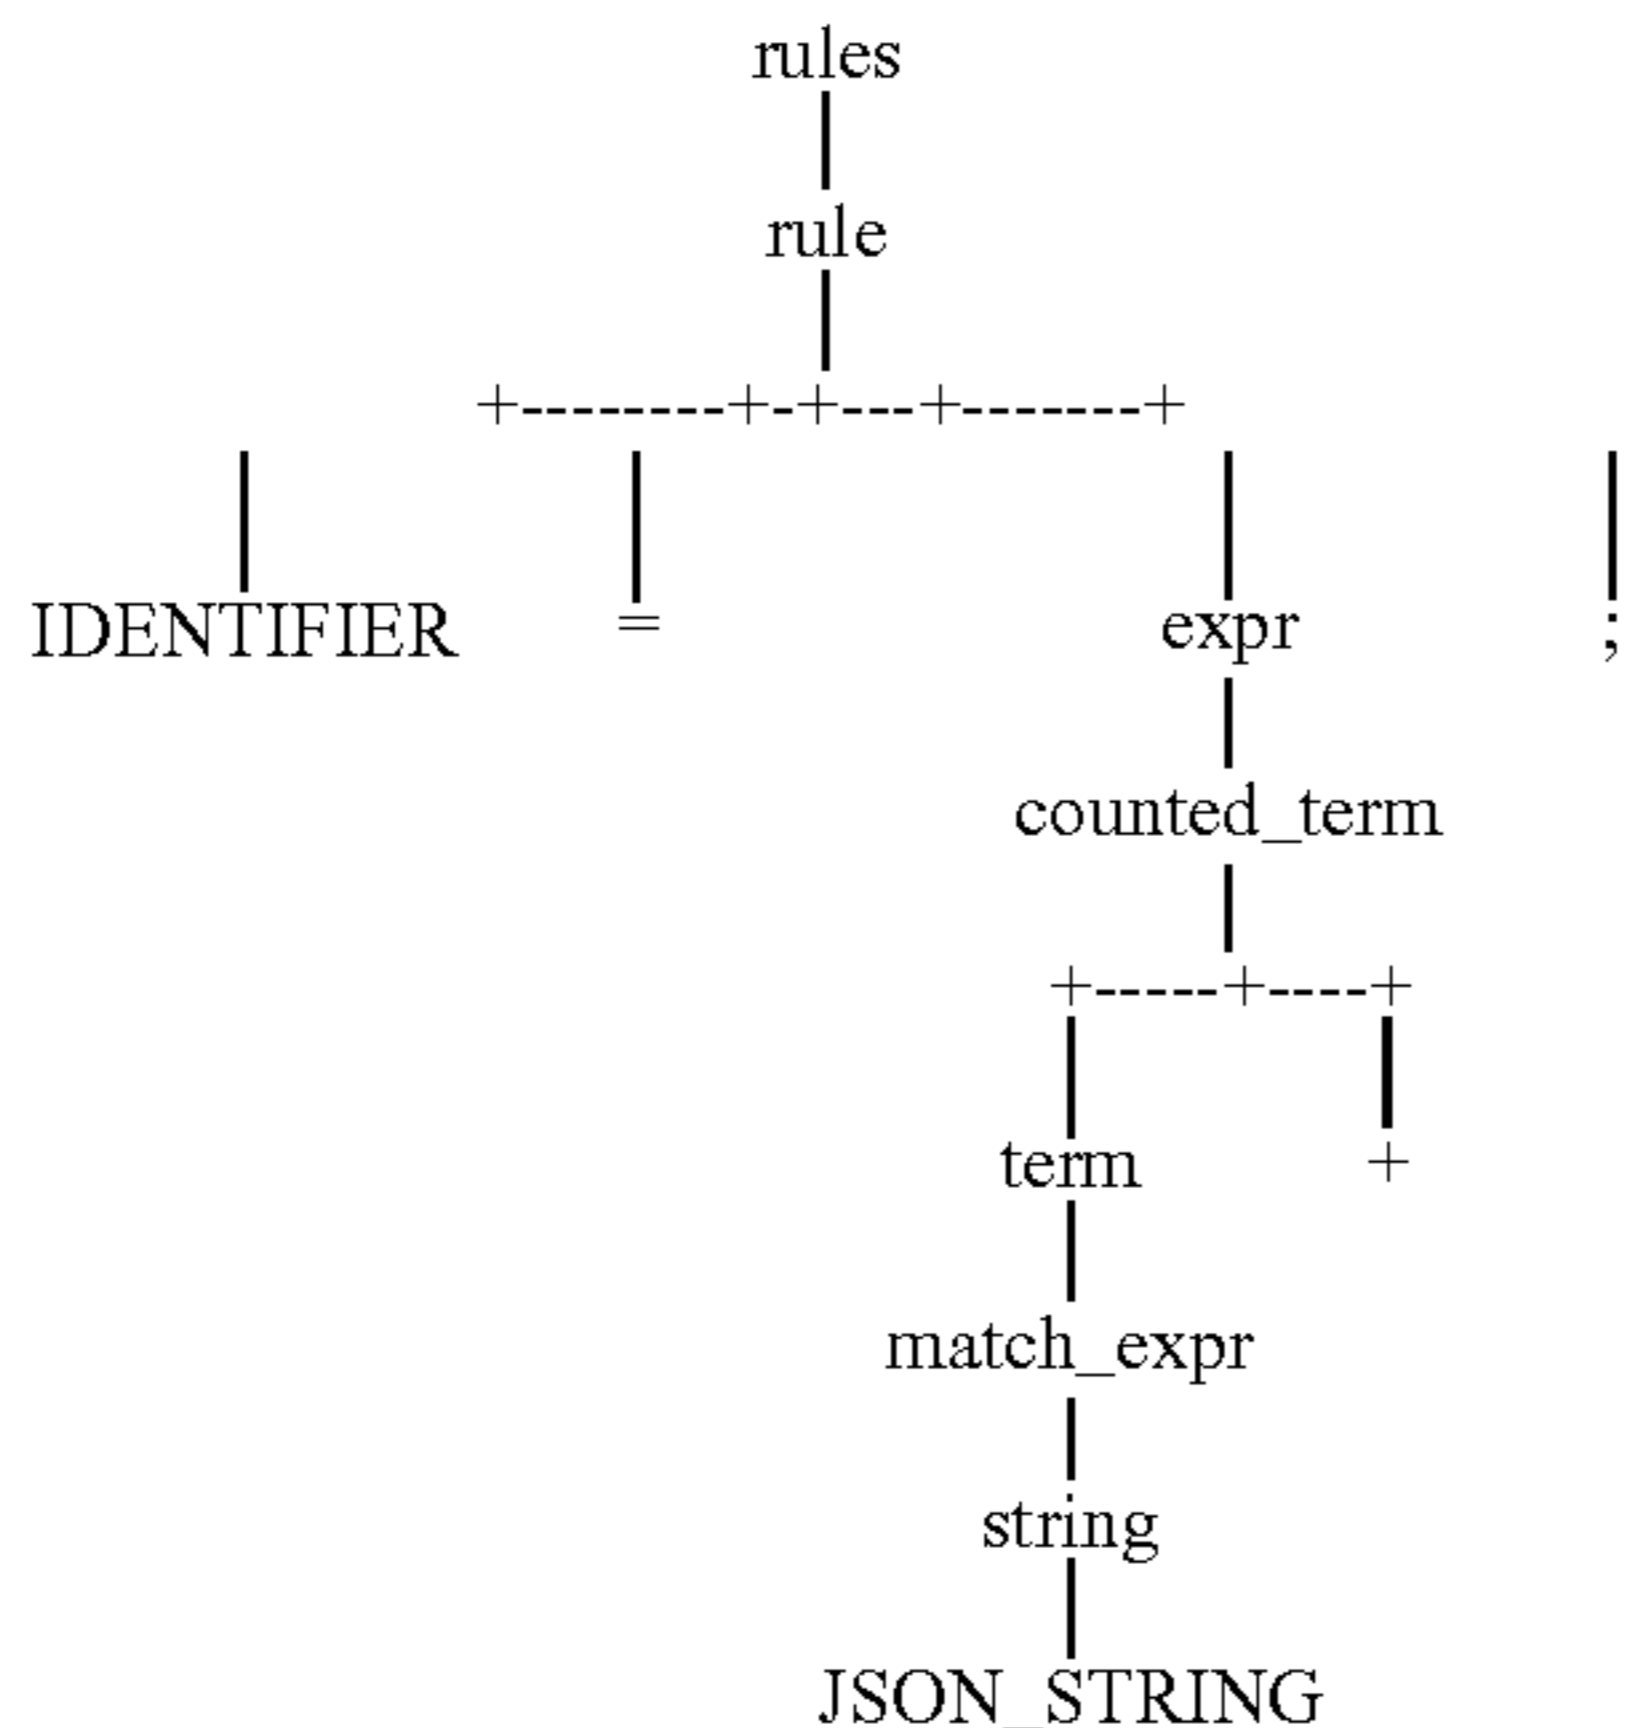 rules
rule
+---------+-+---+--------+
IDENTIFIER = expr ;
counted_term
+-----+----+
term +
match_expr
string
JSON_STRING